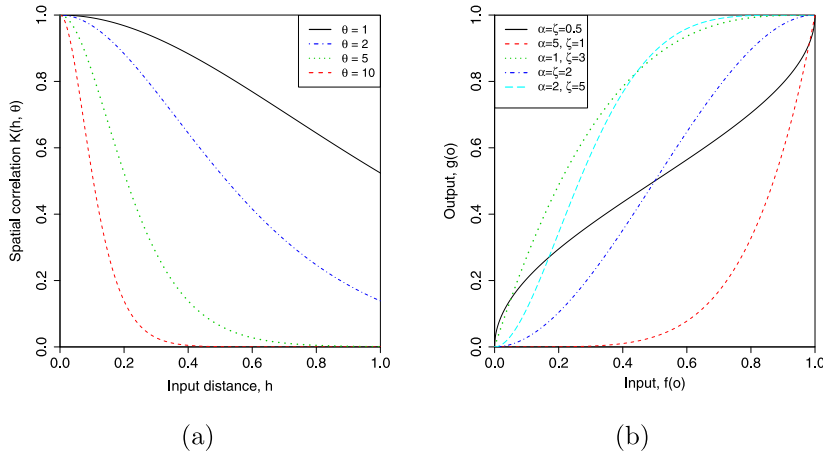 θ = 1
θ = 2
θ = 5
θ = 10
Spatial correlation K(h, θ)
1.0
0.8
0.6
0.4
0.2
0.0
0.0 0.2 0.4 0.6 0.8 1.0
Input distance, h
(a)
α=ζ=0.5
α=5, ζ=1
α=1, ζ=3
α=ζ=2
α=2, ζ=5
Output, g(o)
1.0
0.8
0.6
0.4
0.2
0.0
0.0 0.2 0.4 0.6 0.8 1.0
Input, f(o)
(b)